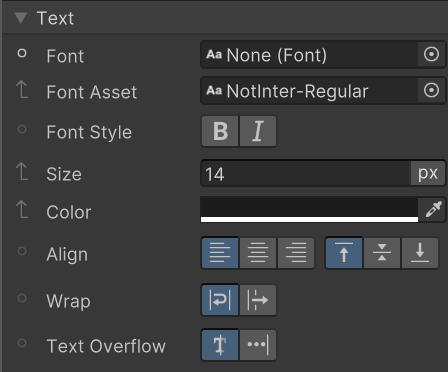 Text
Font Aa None (Font)
Font Asset Aa NotInter-Regular
Font Style B I
Size 14 px
Color
Align
Wrap
Text Overflow T